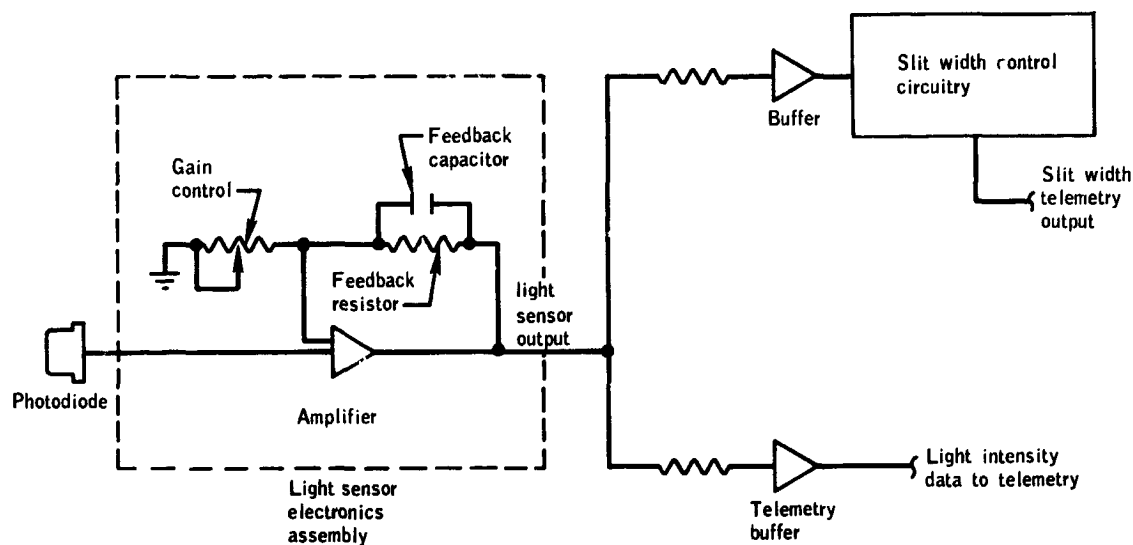 Slit width control
circuitry
Buffer
Feedback
capacitor
Gain
control
Slit width
telemetry
output
Feedback
resistor
light
sensor
output
Photodiode
Amplifier
Light sensor
electronics
assembly
Light intensity
data to telemetry
Telemetry
buffer